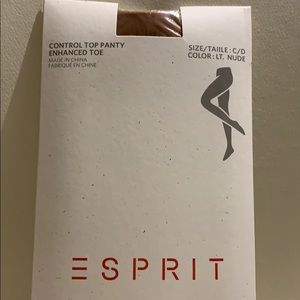 CONTROL TOP PANTY
ENHANCED TOE
MADE IN CHINA
FABRIQUÉ EN CHINE
SIZE/TAILLE: C/D
COLOR: LT. NUDE
ESPRIT